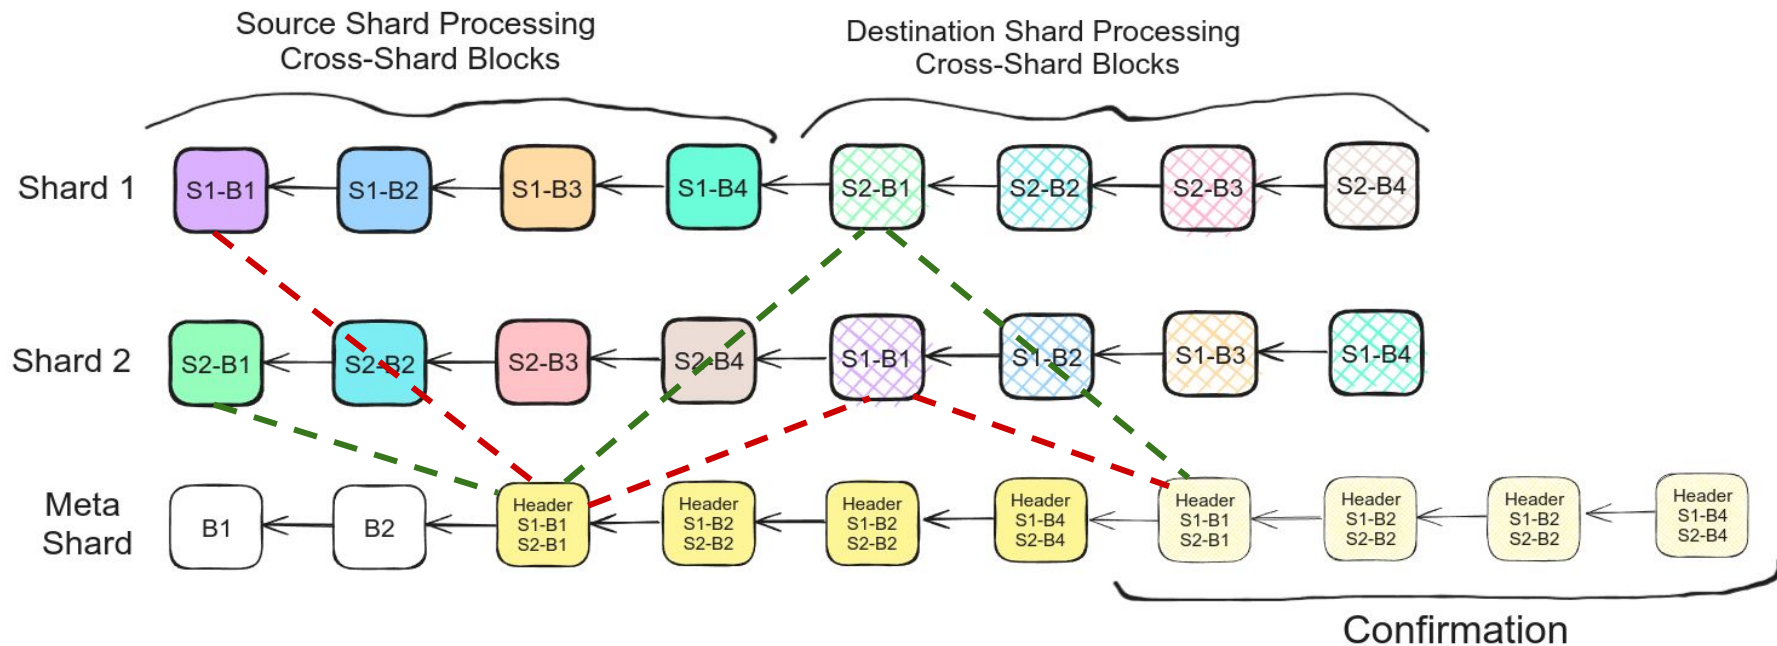 Source Shard Processing
Cross-Shard Blocks
Destination Shard Processing
Cross-Shard Blocks
Shard 1
S1-B1
S1-B2
S1-B3
S1-B4
S2-B1
S2-B2
S2-B3
S2-B4
Shard 2
S2-B1
S2-B2
S2-B3
S2-B4
S1-B1
S1-B2
S1-B3
S1-B4
Meta
Shard
B1
B2
Header
S1-B1
S2-B1
Header
S1-B2
S2-B2
Header
S1-B2
S2-B2
Header
S1-B4
S2-B4
Header
S1-B1
S2-B1
Header
S1-B2
S2-B2
Header
S1-B2
S2-B2
Header
S1-B4
S2-B4
Confirmation